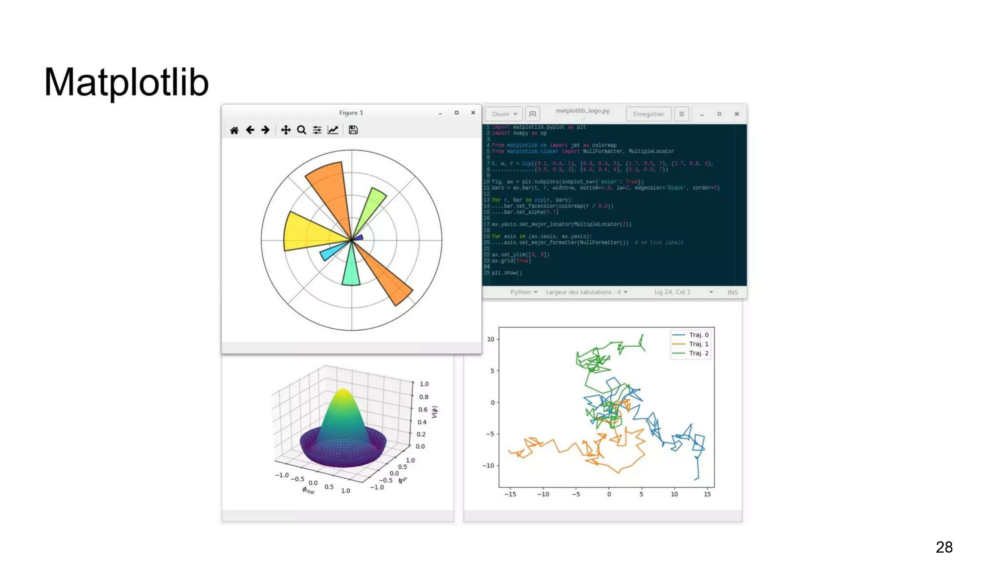 Matplotlib
Figure 1
Ouvrir
matplotlib_logo.py
~/
Enregistrer
1 import matplotlib.pyplot as plt
2 import numpy as np
3
4 from matplotlib.cm import jet as colormap
5 from matplotlib.ticker import NullFormatter, MultipleLocator
6
7 t, w, r = zip((0.1, 0.4, 1), (0.9, 0.3, 5), (1.7, 0.5, 7), (2.7, 0.6, 6),
8 ..............(3.5, 0.3, 3), (4.5, 0.4, 4), (5.3, 0.3, 7))
9
10 fig, ax = plt.subplots(subplot_kw={'polar': True})
11 bars = ax.bar(t, r, width=w, bottom=0.0, lw=2, edgecolor='Black', zorder=2)
12
13 for r, bar in zip(r, bars):
14 ....bar.set_facecolor(colormap(r / 9.0))
15 ....bar.set_alpha(0.7)
16
17 ax.yaxis.set_major_locator(MultipleLocator(2))
18
19 for axis in (ax.xaxis, ax.yaxis):
20 ....axis.set_major_formatter(NullFormatter()) # no tick labels
21
22 ax.set_ylim([0, 8])
23 ax.grid(True)
24
25 plt.show()
Python
Largeur des tabulations : 4
Lig 24, Col 1
INS
1.0
0.8
0.6
0.4
0.2
0.0
V(ϕ)
−1.0
−0.5
0.0
0.5
1.0
ϕreal
1.0
0.5
0.0
−0.5
−1.0
ϕim
Traj. 0
Traj. 1
Traj. 2
10
5
0
−5
−10
−15
−10
−5
0
5
10
15
28